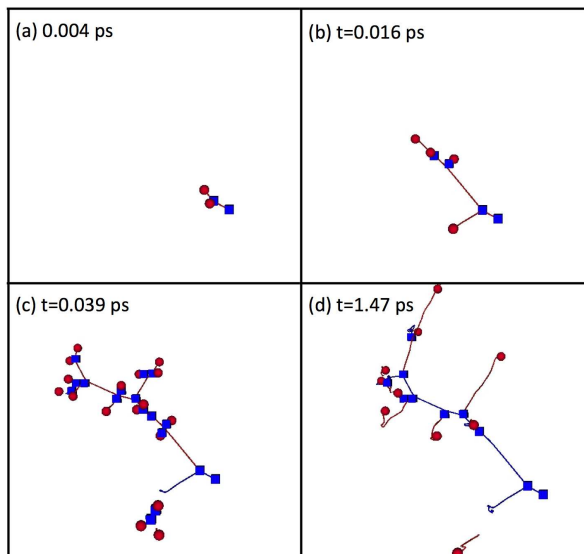 (a) 0.004 ps
(b) t=0.016 ps
(c) t=0.039 ps
(d) t=1.47 ps